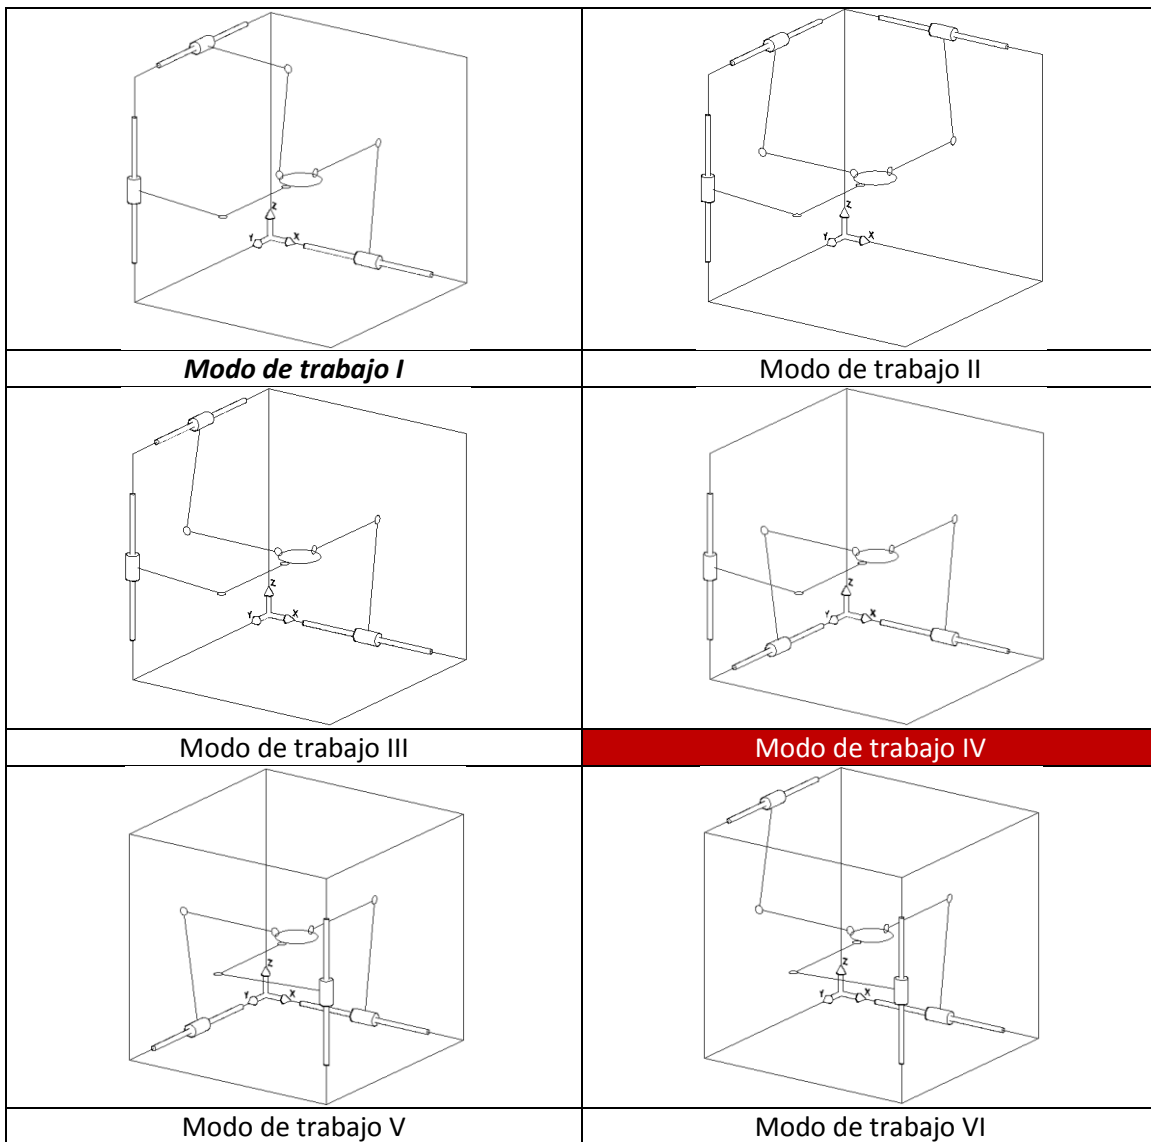 Z
Y
X
Z
Y
X
Modo de trabajo I
Modo de trabajo II
Z
Y
X
Z
Y
X
Modo de trabajo III
Modo de trabajo IV
Z
Y
X
Z
Y
X
Modo de trabajo V
Modo de trabajo VI